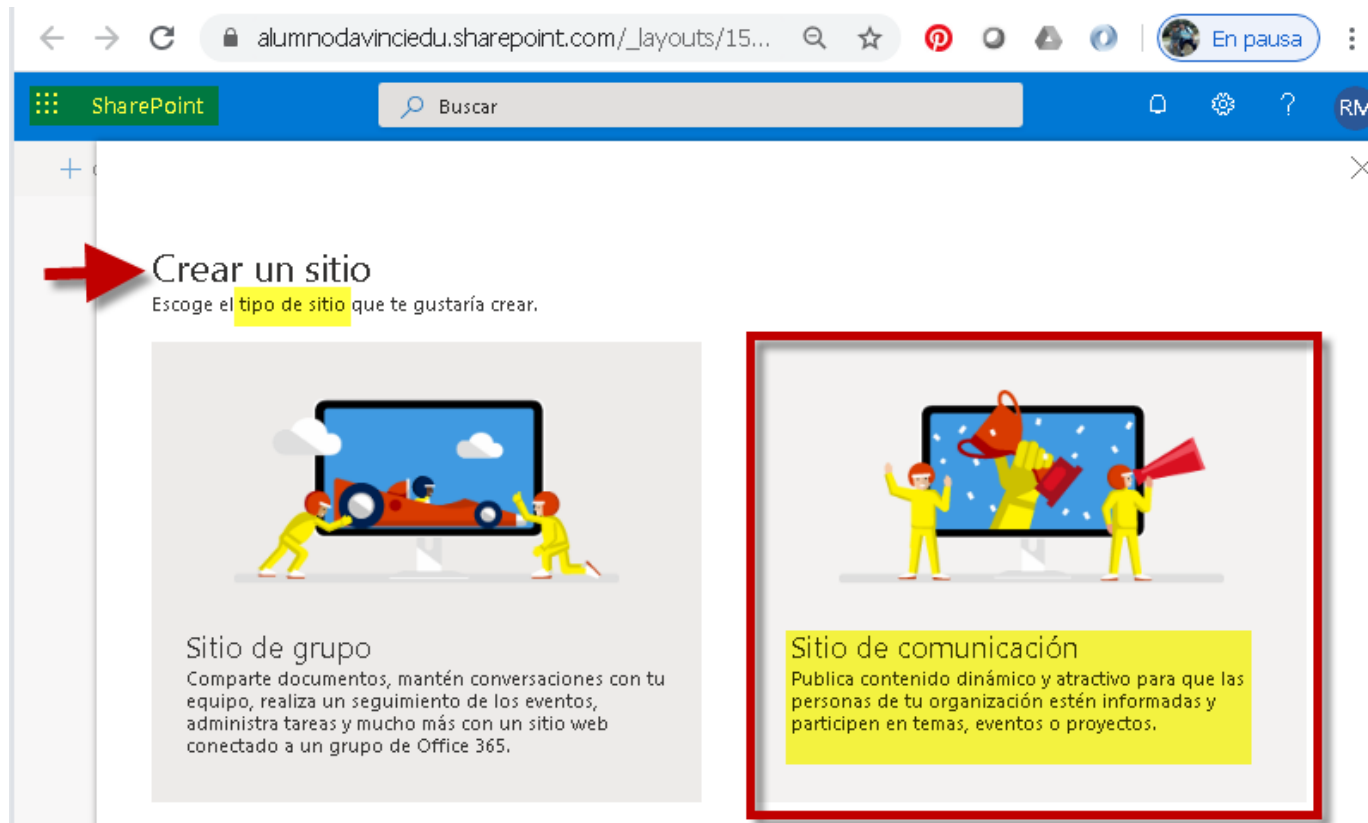 alumnodavinciedu.sharepoint.com/_layouts/15...
En pausa
SharePoint
Buscar
?
RM
Crear un sitio
Escoge el tipo de sitio que te gustaría crear.
Sitio de grupo
Comparte documentos, mantén conversaciones con tu
equipo, realiza un seguimiento de los eventos,
administra tareas y mucho más con un sitio web
conectado a un grupo de Office 365.
Sitio de comunicación
Publica contenido dinámico y atractivo para que las
personas de tu organización estén informadas y
participen en temas, eventos o proyectos.